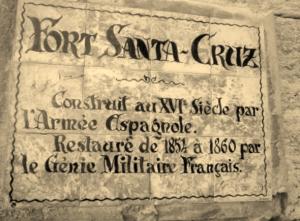 FORT SANTA-CRUZ
Construit au XVIe Siècle par
l'Armée Espagnole.
Restauré de 1854 à 1860 par
le Génie Militaire Français.